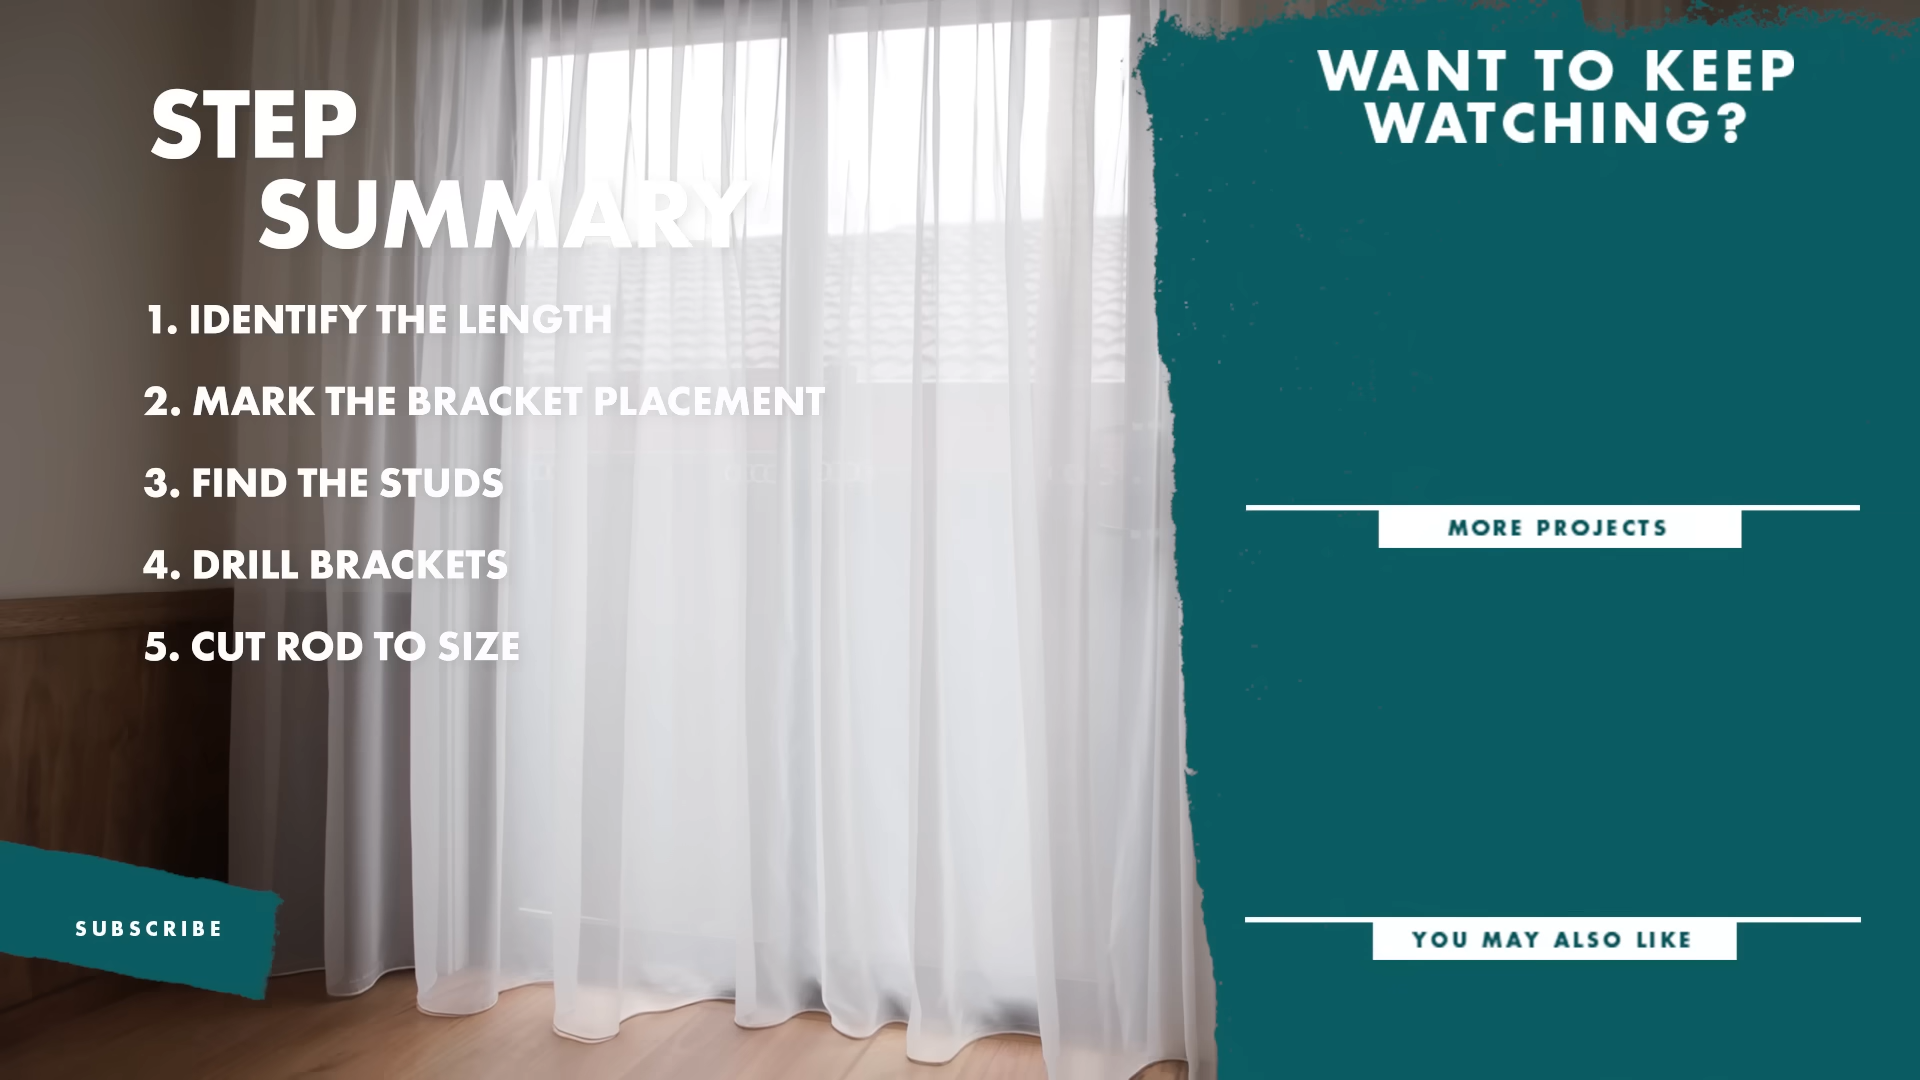 STEP
SUMMARY
1. IDENTIFY THE LENGTH
2. MARK THE BRACKET PLACEMENT
3. FIND THE STUDS
4. DRILL BRACKETS
5. CUT ROD TO SIZE
SUBSCRIBE
WANT TO KEEP
WATCHING?
MORE PROJECTS
YOU MAY ALSO LIKE